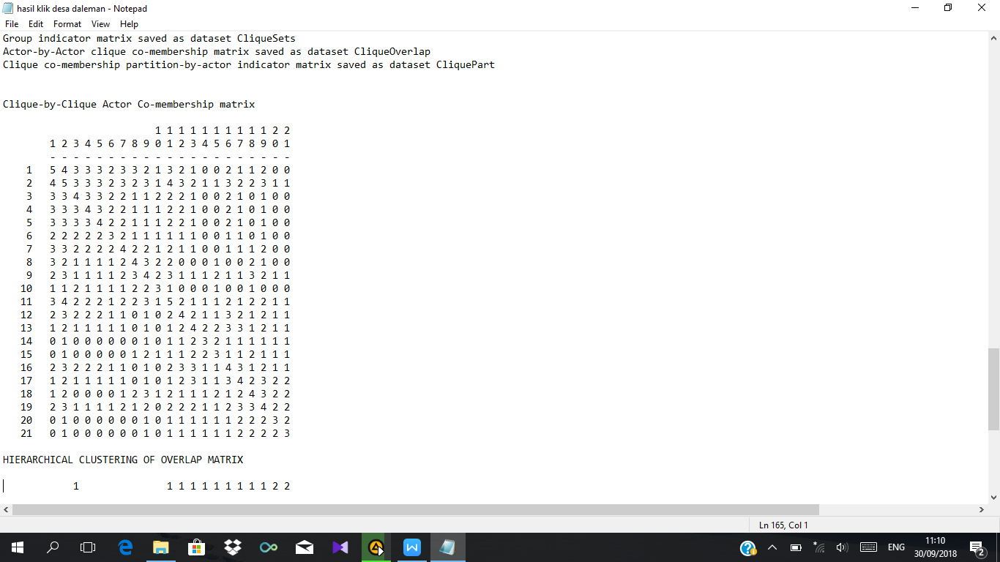 hasil klik desa daleman - Notepad
File Edit Format View Help
Group indicator matrix saved as dataset CliqueSets
Actor-by-Actor clique co-membership matrix saved as dataset CliqueOverlap
Clique co-membership partition-by-actor indicator matrix saved as dataset CliquePart
Clique-by-Clique Actor Co-membership matrix
1 1 1 1 1 1 1 1 1 1 2 2
1 2 3 4 5 6 7 8 9 0 1 2 3 4 5 6 7 8 9 0 1
- - - - - - - - - - - - - - - - - - - - -
1 5 4 3 3 3 2 3 3 2 1 3 2 1 0 0 2 1 1 2 0 0
2 4 5 3 3 3 2 3 2 3 1 4 3 2 1 1 3 2 2 3 1 1
3 3 3 4 3 3 2 2 1 1 2 2 2 1 0 0 2 1 0 1 0 0
4 3 3 3 4 3 2 2 1 1 1 2 2 1 0 0 2 1 0 1 0 0
5 3 3 3 3 4 2 2 1 1 1 2 2 1 0 0 2 1 0 1 0 0
6 2 2 2 2 2 3 2 1 1 1 1 1 1 0 0 1 1 0 1 0 0
7 3 3 2 2 2 2 4 2 2 1 2 1 1 0 0 1 1 1 2 0 0
8 3 2 1 1 1 1 2 4 3 2 2 0 0 0 1 0 0 2 1 0 0
9 2 3 1 1 1 1 2 3 4 2 3 1 1 1 2 1 1 3 2 1 1
10 1 1 2 1 1 1 1 2 2 3 1 0 0 0 1 0 0 1 0 0 0
11 3 4 2 2 2 1 2 2 3 1 5 2 1 1 1 2 1 2 2 1 1
12 2 3 2 2 2 1 1 0 1 0 2 4 2 1 1 3 2 1 2 1 1
13 1 2 1 1 1 1 1 0 1 0 1 2 4 2 2 3 3 1 2 1 1
14 0 1 0 0 0 0 0 0 1 0 1 1 2 3 2 1 1 1 1 1 1
15 0 1 0 0 0 0 0 1 2 1 1 1 2 2 3 1 1 2 1 1 1
16 2 3 2 2 2 1 1 0 1 0 2 3 3 1 1 4 3 1 2 1 1
17 1 2 1 1 1 1 1 0 1 0 1 2 3 1 1 3 4 2 3 2 2
18 1 2 0 0 0 0 1 2 3 1 2 1 1 1 2 1 2 4 3 2 2
19 2 3 1 1 1 1 2 1 2 0 2 2 2 1 1 2 3 3 4 2 2
20 0 1 0 0 0 0 0 0 1 0 1 1 1 1 1 1 2 2 2 3 2
21 0 1 0 0 0 0 0 0 1 0 1 1 1 1 1 1 2 2 2 2 3
HIERARCHICAL CLUSTERING OF OVERLAP MATRIX
1 1 1 1 1 1 1 1 1 1 2 2
Ln 165, Col 1
ENG
11:10
30/09/2018
2